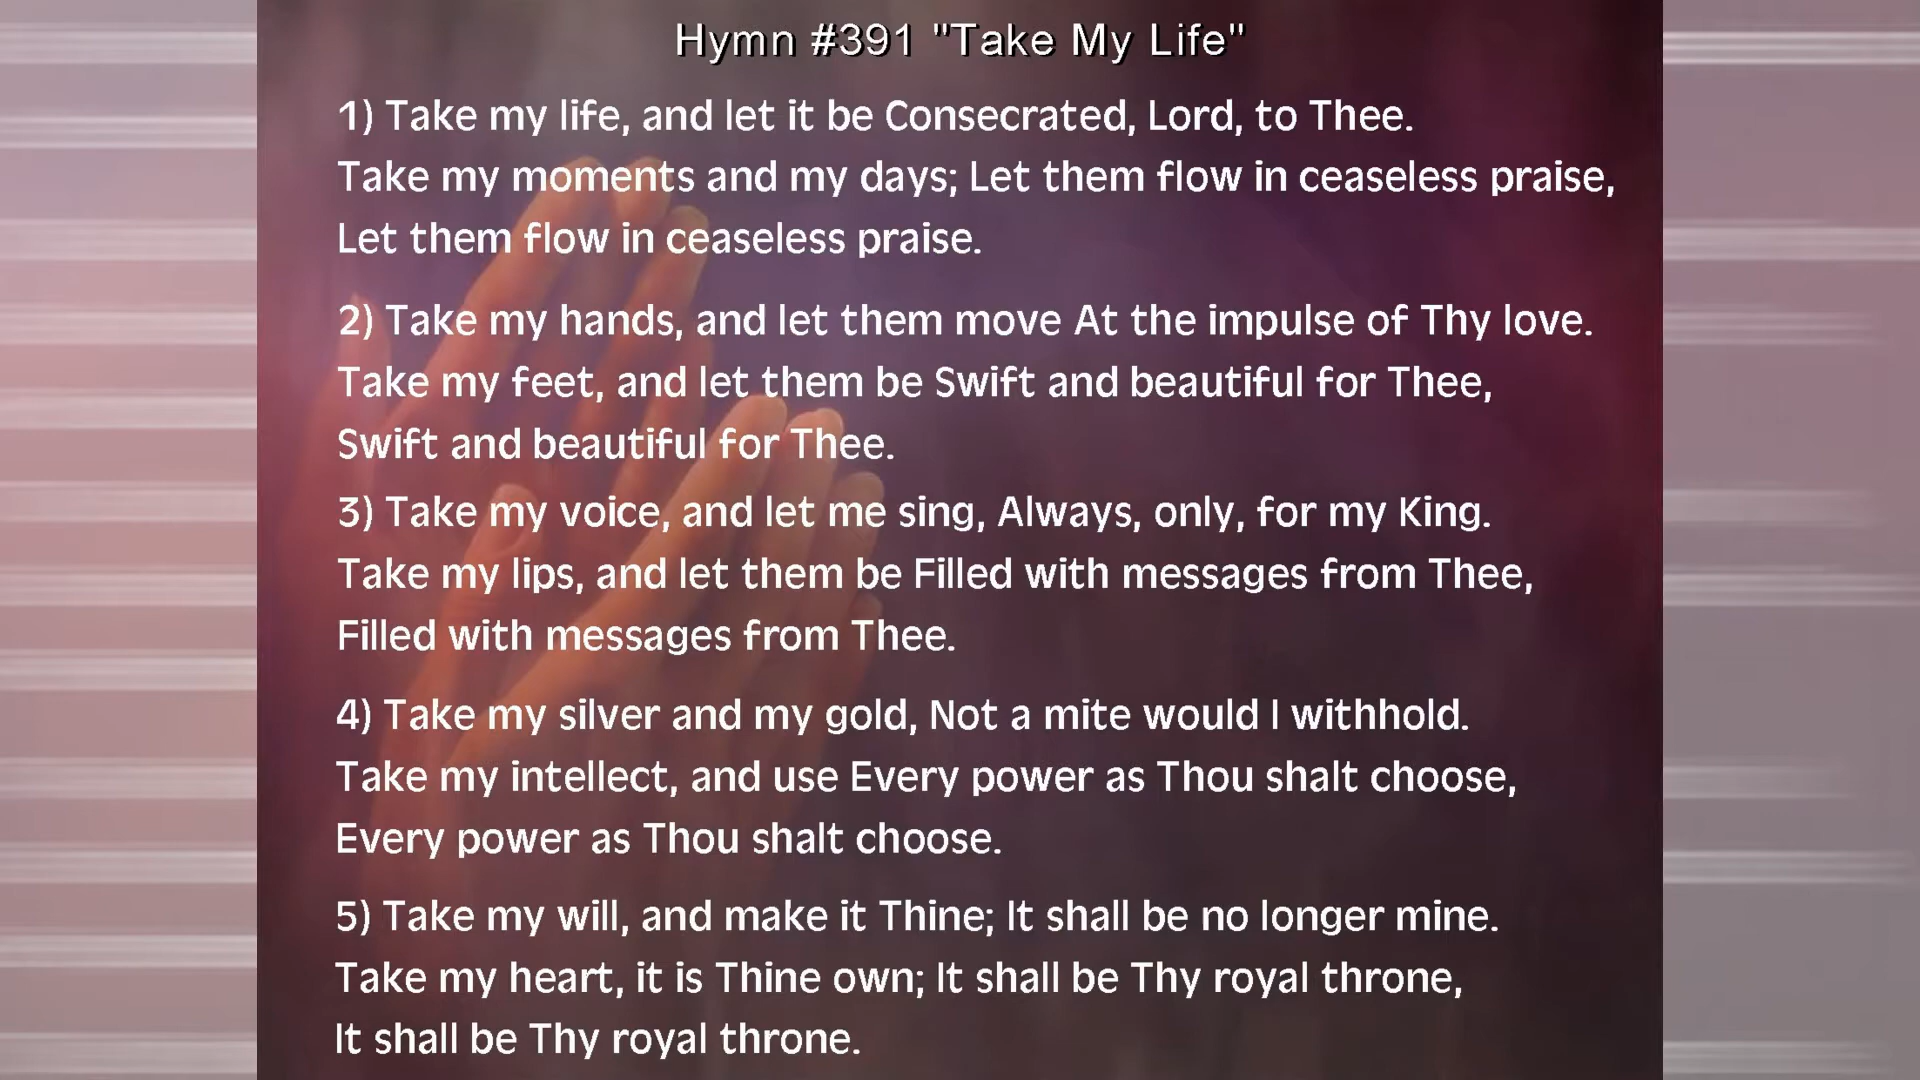 Hymn #391 "Take My Life"
1) Take my life, and let it be Consecrated, Lord, to Thee.
Take my moments and my days; Let them flow in ceaseless praise,
Let them flow in ceaseless praise.
2) Take my hands, and let them move At the impulse of Thy love.
Take my feet, and let them be Swift and beautiful for Thee,
Swift and beautiful for Thee.
3) Take my voice, and let me sing, Always, only, for my King.
Take my lips, and let them be Filled with messages from Thee,
Filled with messages from Thee.
4) Take my silver and my gold, Not a mite would I withhold.
Take my intellect, and use Every power as Thou shalt choose,
Every power as Thou shalt choose.
5) Take my will, and make it Thine; It shall be no longer mine.
Take my heart, it is Thine own; It shall be Thy royal throne,
It shall be Thy royal throne.